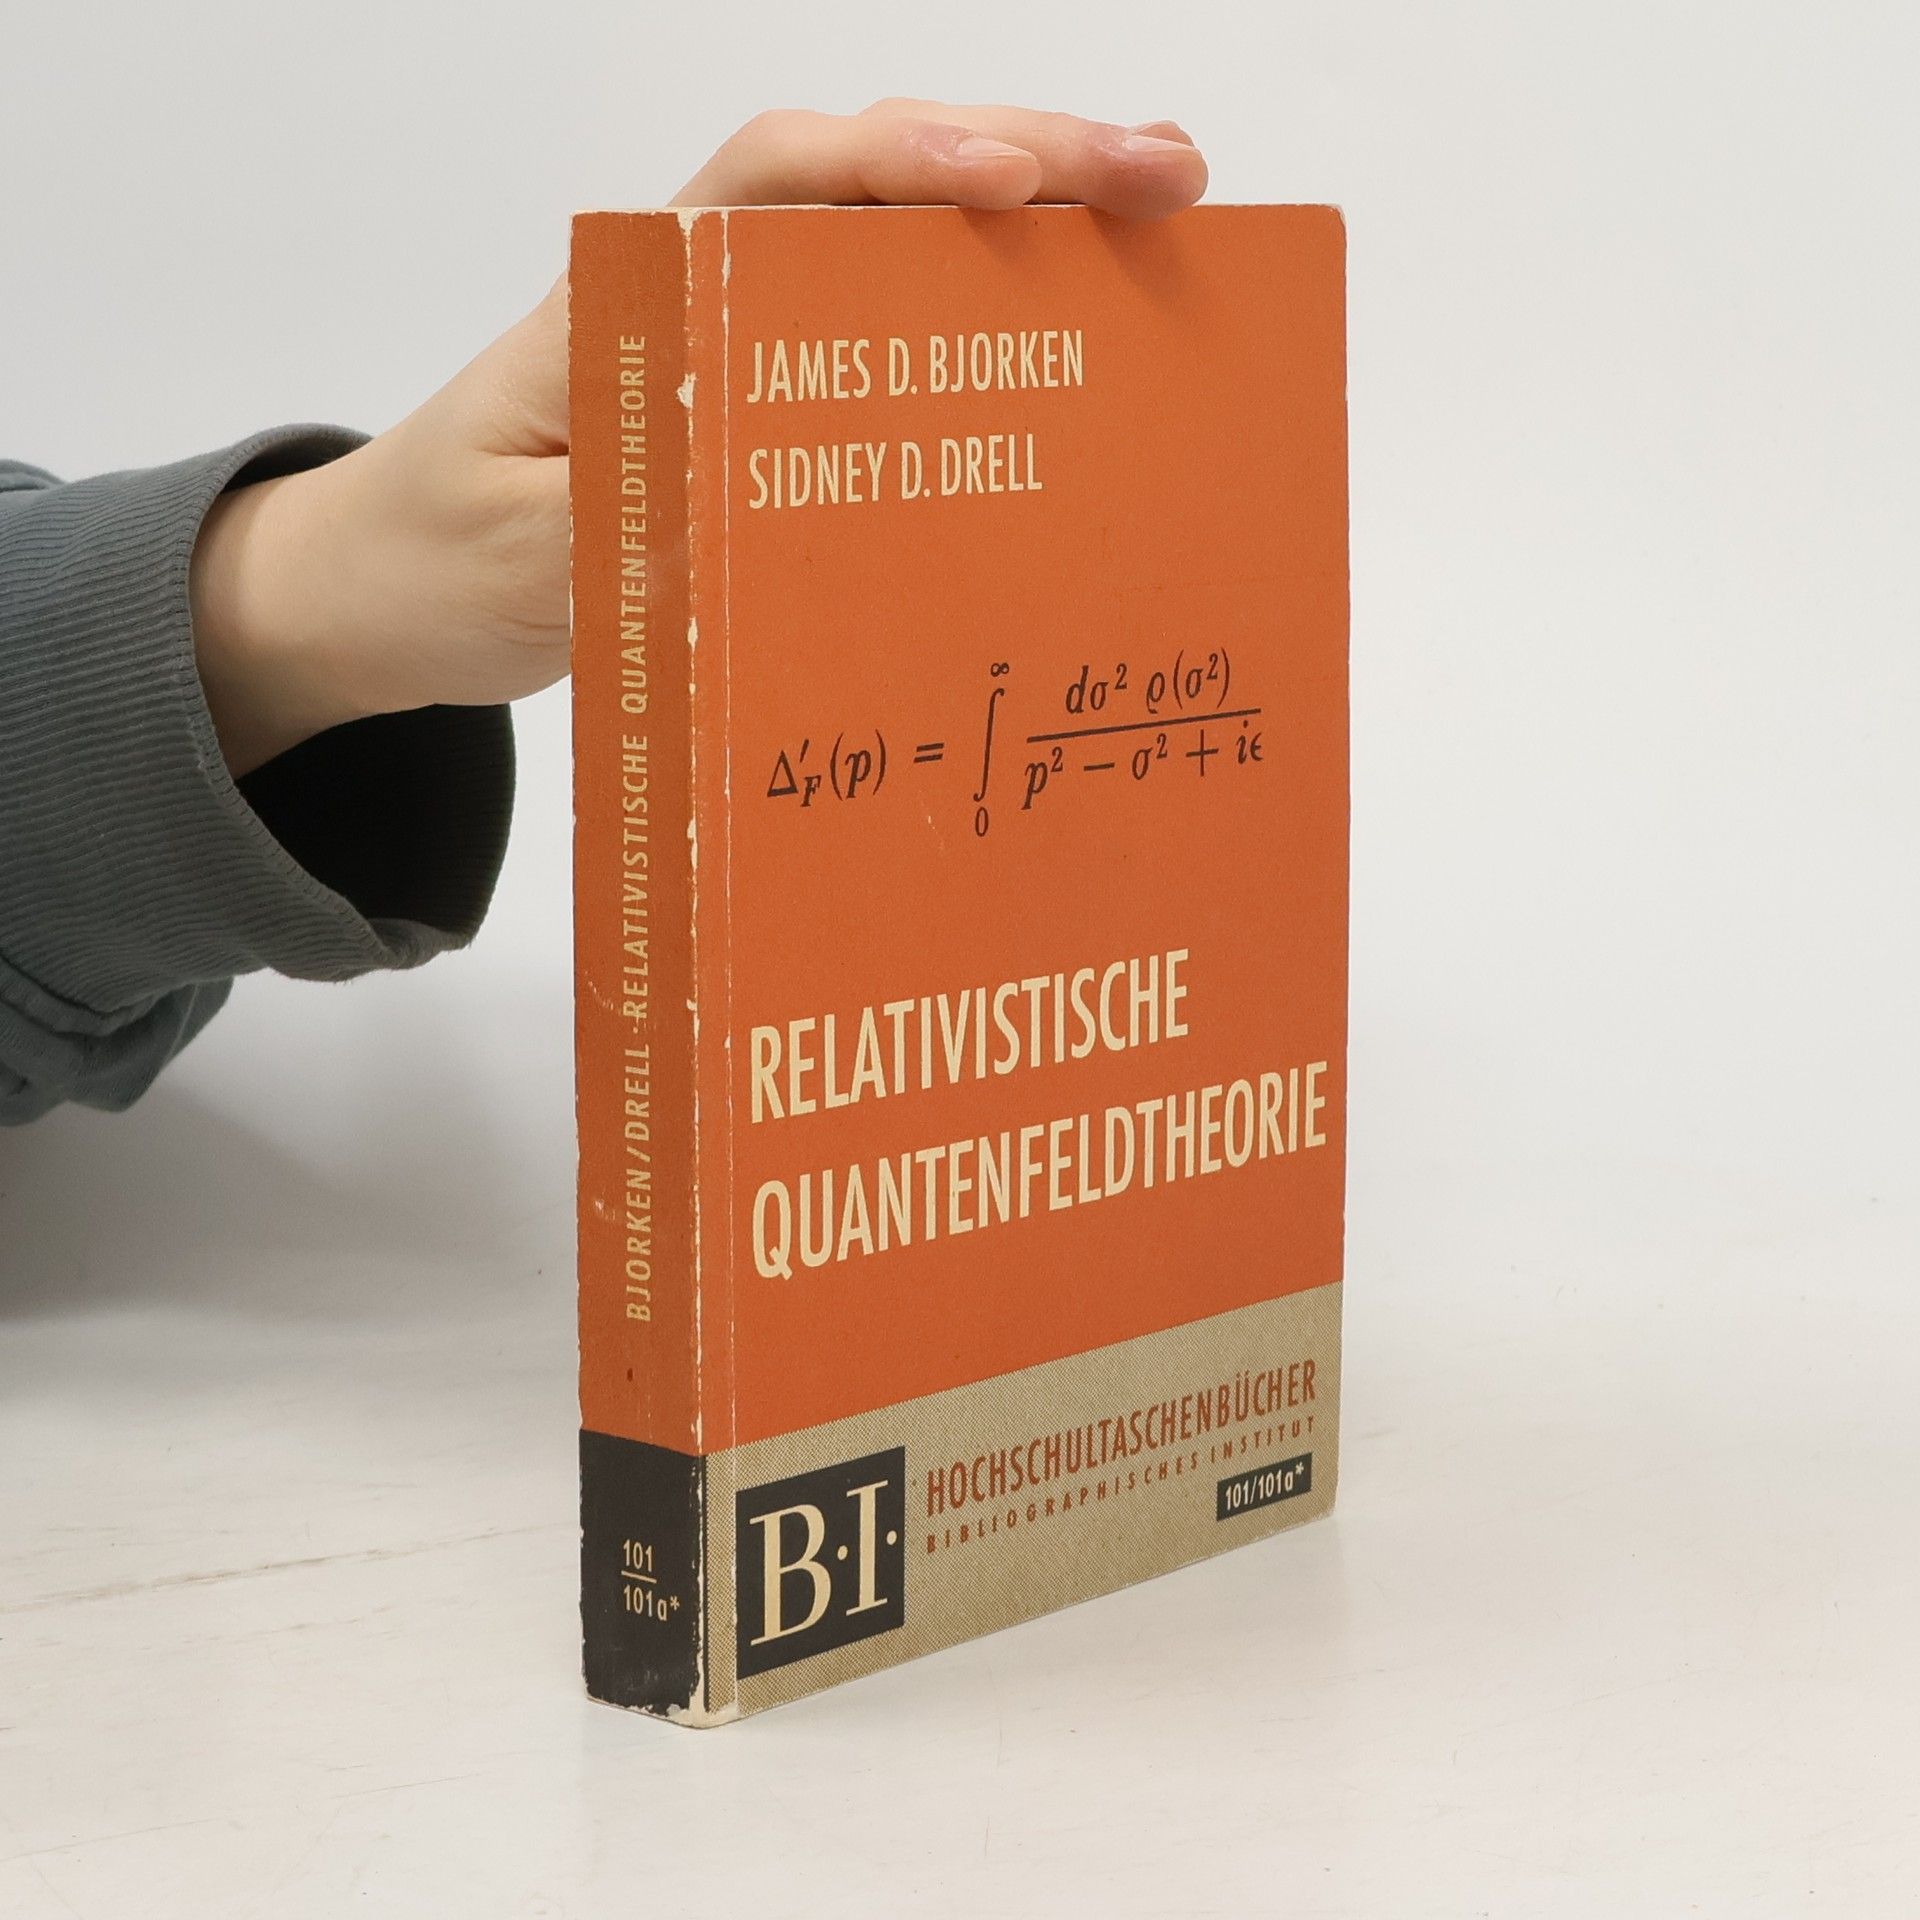 BJORKEN/DRELL · RELATIVISTISCHE QUANTENFELDTHEORIE
101
101a*
JAMES D. BJORKEN
SIDNEY D. DRELL
Δ′F(p) = ∫0^∞ dσ² ϱ(σ²) / p² − σ² + iϵ
RELATIVISTISCHE
QUANTENFELDTHEORIE
B·I·
HOCHSCHULTASCHENBÜCHER
BIBLIOGRAPHISCHES INSTITUT
101/101a*